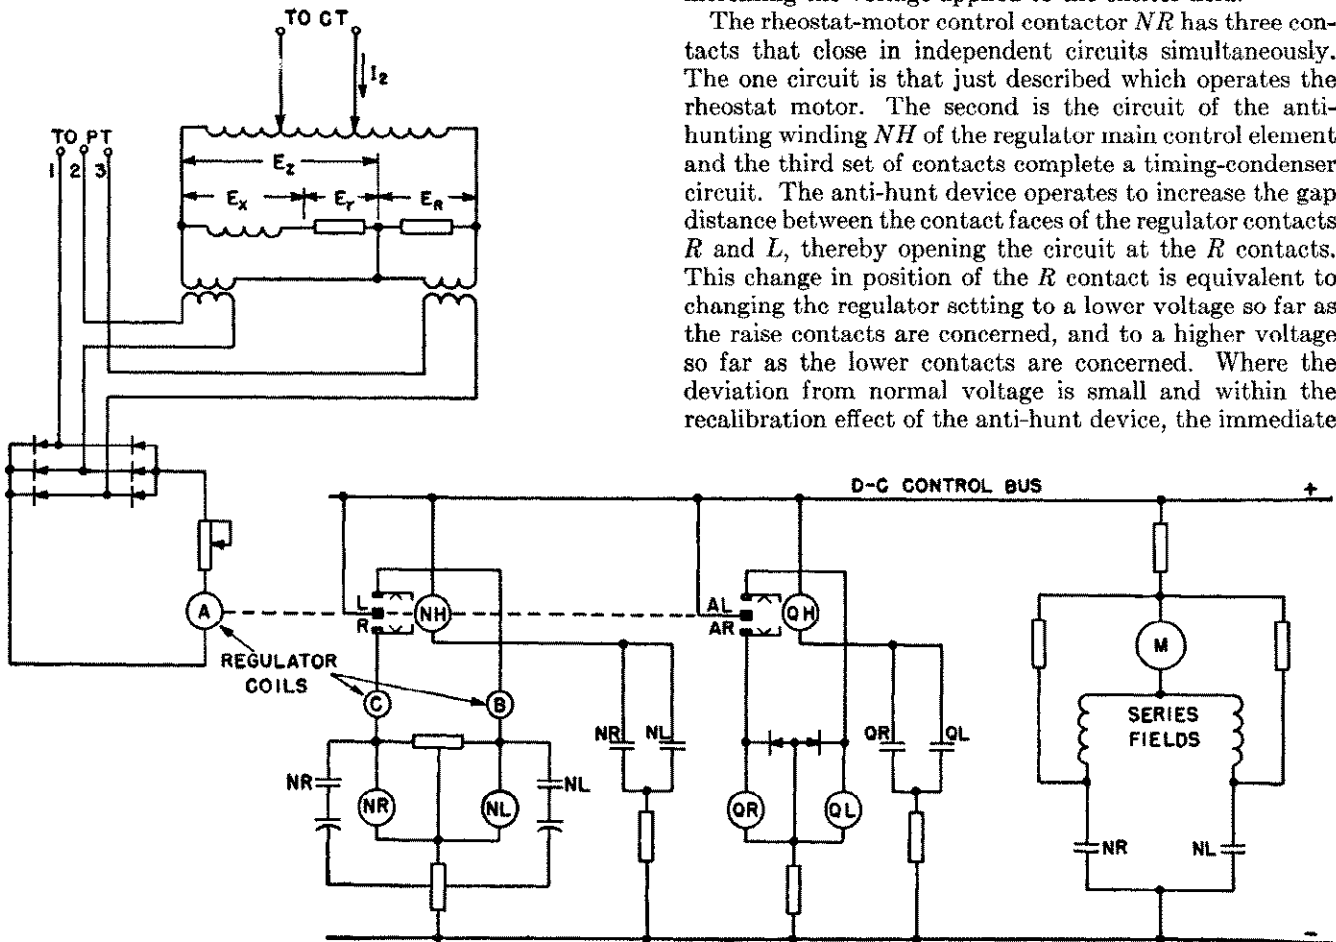 increasing the voltage applied to the exciter field.
The rheostat-motor control contactor NR has three con-
tacts that close in independent circuits simultaneously.
The one circuit is that just described which operates the
rheostat motor. The second is the circuit of the anti-
hunting winding NH of the regulator main control element
and the third set of contacts complete a timing-condenser
circuit. The anti-hunt device operates to increase the gap
distance between the contact faces of the regulator contacts
R and L, thereby opening the circuit at the R contacts.
This change in position of the R contact is equivalent to
changing the regulator setting to a lower voltage so far as
the raise contacts are concerned, and to a higher voltage
so far as the lower contacts are concerned. Where the
deviation from normal voltage is small and within the
recalibration effect of the anti-hunt device, the immediate
TO CT
I2
TO PT
1 2 3
EZ
EX Er ER
D-C CONTROL BUS +
L
R
NH
AL
AR
QH
A
REGULATOR
COILS
C
B
M
SERIES
FIELDS
NR NL
QR QL
NR
NR
NL
NL
QR
QL
NR
NL
-